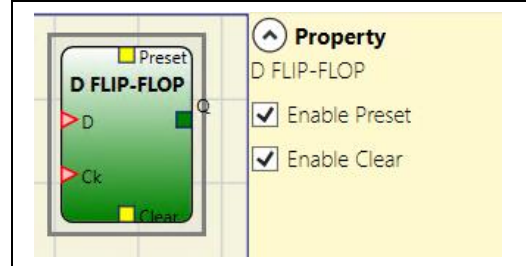 Preset
D FLIP-FLOP
D
Q
Ck
Clear
Property
D FLIP-FLOP
Enable Preset
Enable Clear